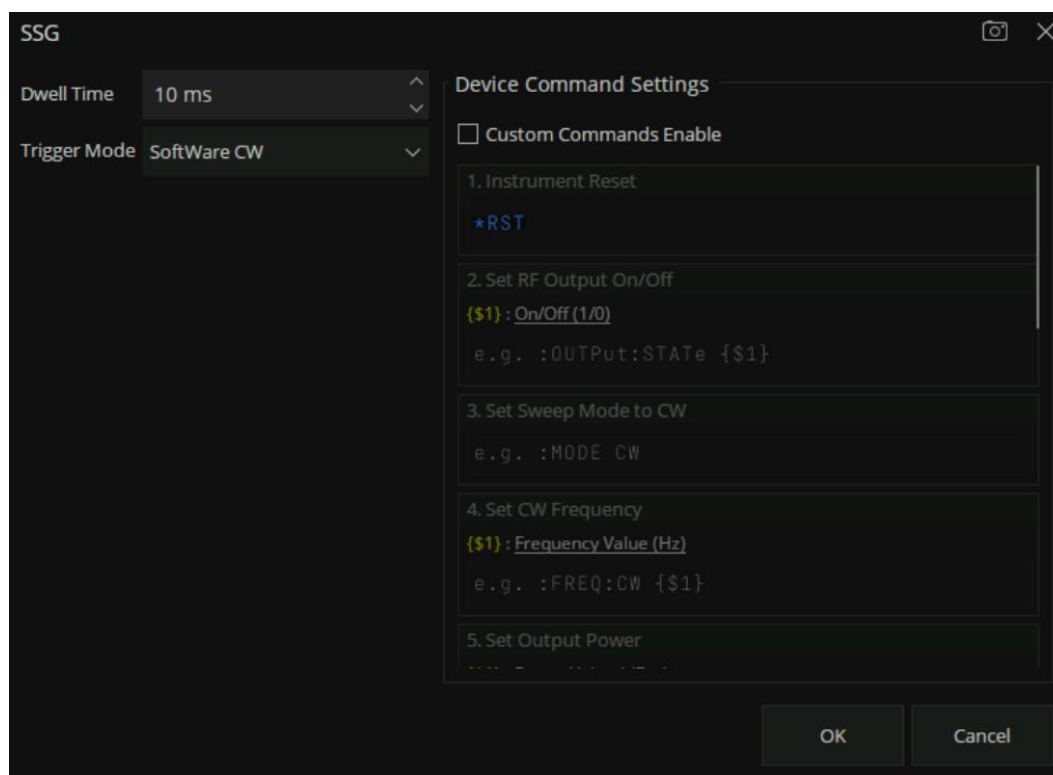 SSG
Dwell Time 10 ms
Trigger Mode SoftWare CW
Device Command Settings
Custom Commands Enable
1. Instrument Reset
*RST
2. Set RF Output On/Off
{$1} : On/Off (1/0)
e.g. :OUTPut:STATe {$1}
3. Set Sweep Mode to CW
e.g. :MODE CW
4. Set CW Frequency
{$1} : Frequency Value (Hz)
e.g. :FREQ:CW {$1}
5. Set Output Power
OK Cancel